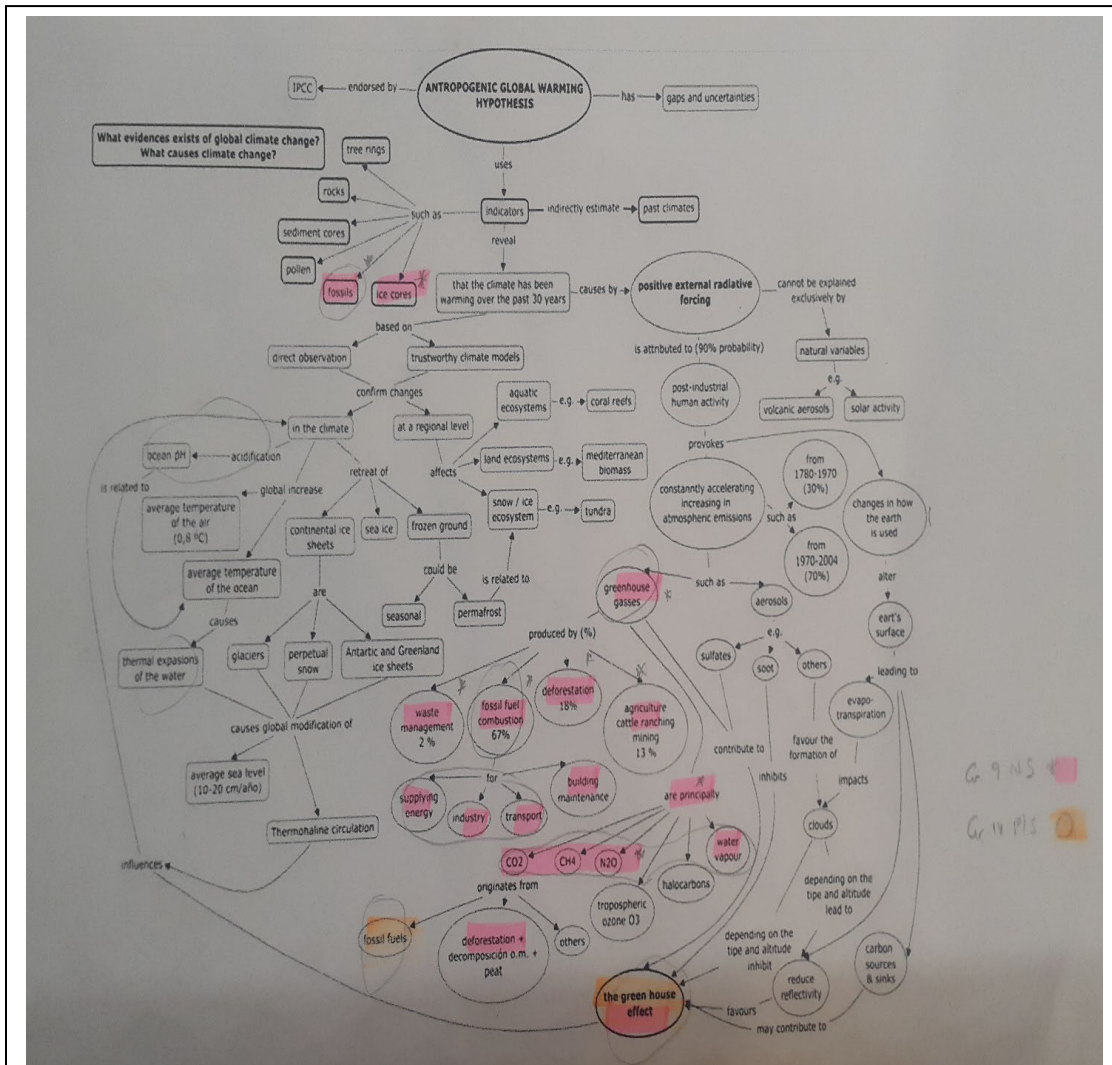 ANTROPOGENIC GLOBAL WARMING
HYPOTHESIS
IPCC
endorsed by
has
gaps and uncertainties
What evidences exists of global climate change?
What causes climate change?
tree rings
uses
rocks
such as
indicators
indirectly estimate
past climates
sediment cores
reveal
pollen
fossils
ice cores
that the climate has been
warming over the past 30 years
causes by
positive external radiative
forcing
cannot be explained
exclusively by
based on
direct observation
trustworthy climate models
is attributed to (90% probability)
natural variables
e.g.
volcanic aerosols
solar activity
confirm changes
aquatic
ecosystems
e.g.
coral reefs
post-industrial
human activity
in the climate
at a regional level
provokes
ocean pH
acidification
affects
land ecosystems
e.g.
mediterranean
biomass
from
1780-1970
(30%)
is related to
retreat of
global increase
average temperature
of the air
(0,8 ºC)
continental ice
sheets
sea ice
frozen ground
snow / ice
ecosystem
e.g.
tundra
constanntly accelerating
increasing in
atmospheric emissions
such as
changes in how
the earth
is used
from
1970-2004
(70%)
average temperature
of the ocean
are
could be
is related to
seasonal
permafrost
greenhouse
gasses
such as
aerosols
alter
eart's
surface
causes
thermal expasions
of the water
glaciers
perpetual
snow
Antartic and Greenland
ice sheets
produced by (%)
e.g.
sulfates
soot
others
leading to
waste
management
2 %
fossil fuel
combustion
67%
deforestation
18%
agriculture
cattle ranching
mining
13 %
evapo-
transpiration
causes global modification of
contribute to
favour the
formation of
average sea level
(10-20 cm/año)
for
inhibits
impacts
supplying
energy
industry
transport
building
maintenance
are principally
Gr 9 NS
Thermohaline circulation
clouds
influences
CO2
CH4
N2O
water
vapour
halocarbons
tropospheric
ozone O3
originates from
depending on the
tipe and altitude
lead to
fossil fuels
deforestation +
decomposición o.m. +
peat
others
depending on the
tipe and altitude
inhibit
carbon
sources
& sinks
reduce
reflectivity
the green house
effect
favours
may contribute to